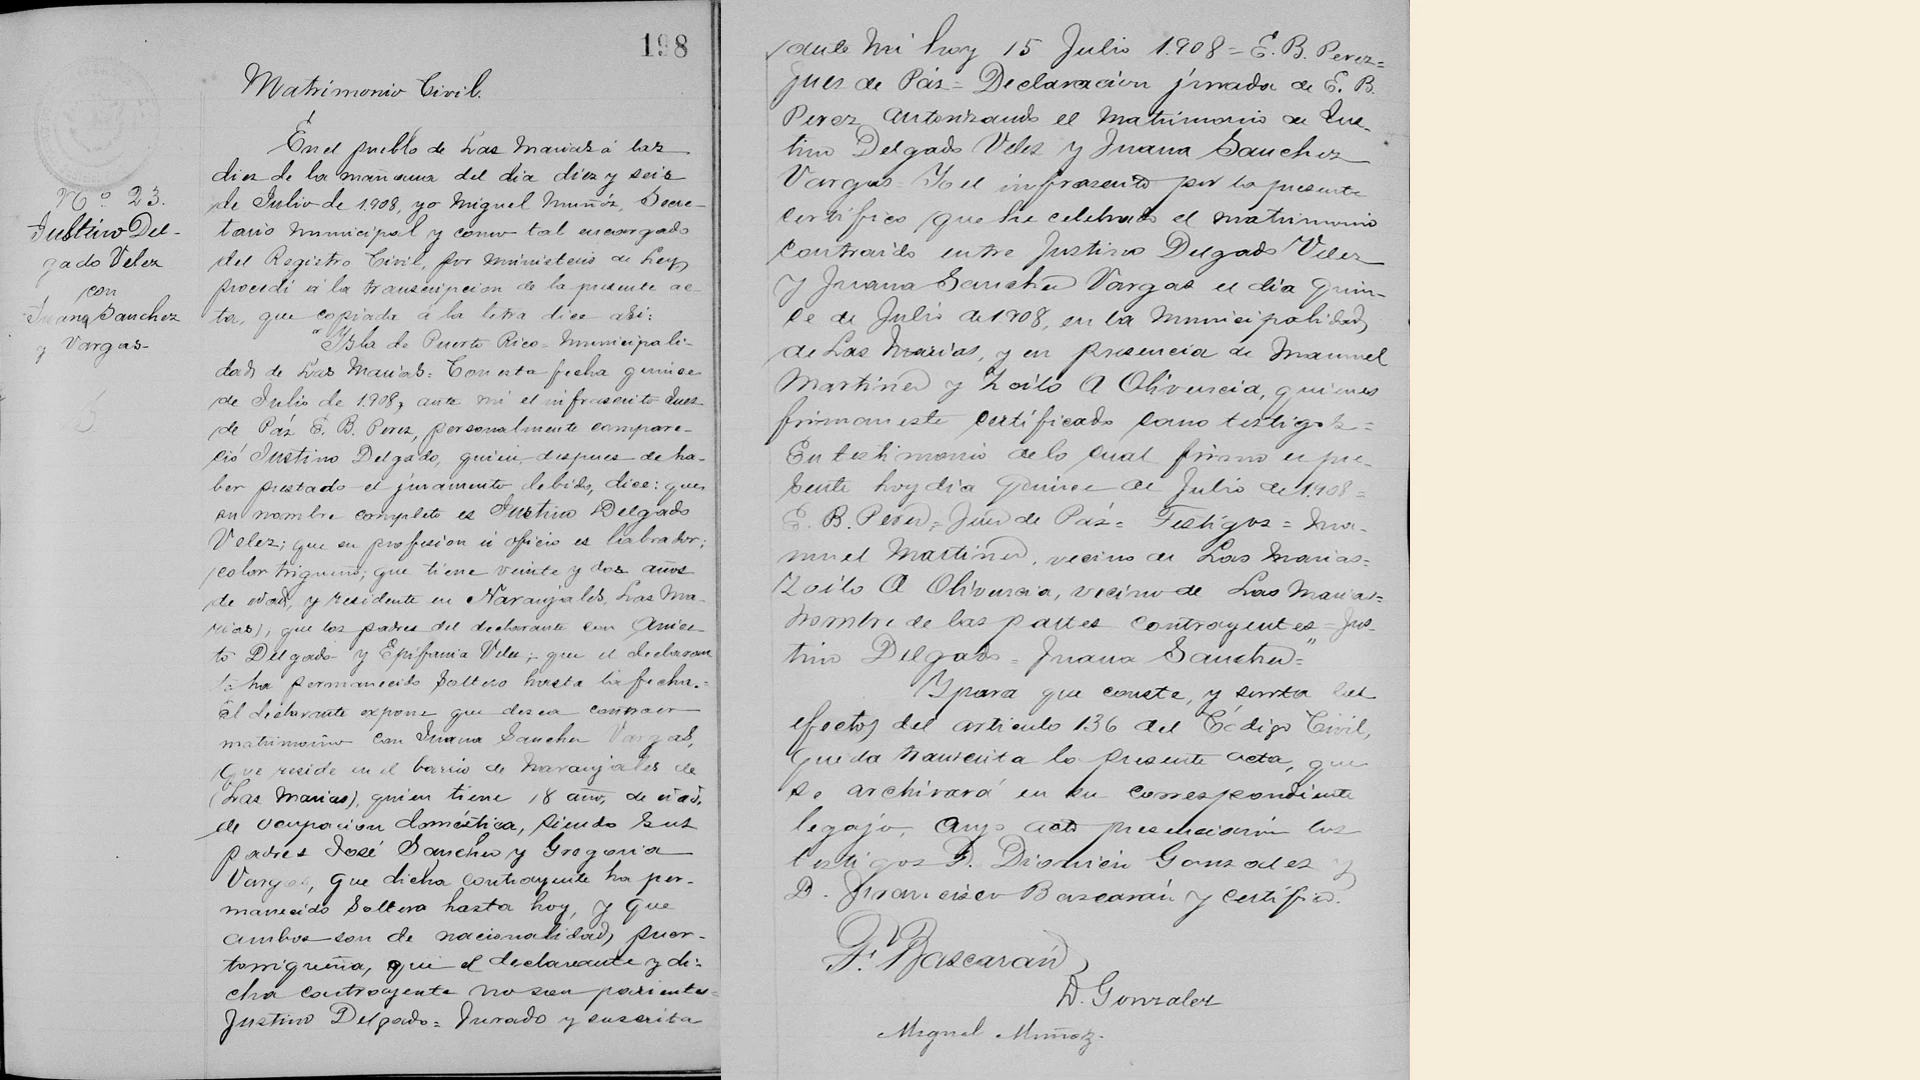 198
Matrimonio Civil.
Nº 23.
Justino Del-
gado Velez
con
Juana Sanchez
y Vargas
En el pueblo de Las Marias á las
diez de la mañana del dia diez y seis
de Julio de 1908, yo Miguel Muñóz, Secre-
tario Municipal y como tal encargado
del Registro Civil, por ministerio de Ley,
procedí á la transcripcion de la presente ac-
ta, que copiada á la letra dice asi:
"Isla de Puerto Rico = Municipali-
dad de Las Marias = Con esta fecha quince
de Julio de 1908, ante mi el infrascrito Juez
de Paz E. B. Perez, personalmente compare-
ció Justino Delgado, quien despues de ha-
ber prestado el juramento debido, dice: que
su nombre completo es Justino Delgado
Velez; que su profesion ú oficio es labrador;
color trigueño; que tiene veinte y dos años
de edad, y residente en Naranjales, Las Ma-
rias); que los padres del declarante son Anice-
to Delgado y Epifania Velez; que el declaran
te ha permanecido soltero hasta la fecha. =
El declarante expone que desea contraer
matrimonio con Juana Sanchez Vargas,
que reside en el barrio de Naranjales de
(Las Marias), quien tiene 18 años de edad,
de ocupacion doméstica, siendo sus
padres José Sanchez y Gregoria
Vargas, que dicha contrayente ha per-
manecido soltera hasta hoy, y que
ambos son de nacionalidad puer-
torriqueña, que el declarante y di-
cha contrayente no son parientes =
Justino Delgado = Jurado y suscrita
ante mi hoy 15 Julio 1.908 = E. B. Perez =
Juez de Paz = Declaracion jurada de E. B.
Perez autorizando el matrimonio de Jus-
tino Delgado Velez y Juana Sanchez
Vargas = Yo el infrascrito por la presente
certifico que he celebrado el matrimonio
contraido entre Justino Delgado Velez
y Juana Sanchez Vargas el dia quin-
ce de Julio de 1908, en la Municipalidad
de Las Marias, y en presencia de Manuel
Martinez y Zoilo A Olivencia, quienes
firman este certificado como testigos =
En testimonio de lo cual firmo el pre-
sente hoy dia quince de Julio de 1908 =
E. B. Perez = Juez de Paz = Testigos = Ma-
nuel Martinez, vecino de Las Marias =
Zoilo A Olivencia, vecino de Las Marias =
Nombre de las partes contrayentes = Jus-
tino Delgado = Juana Sanchez ="
Y para que conste, y surta los
efectos del articulo 136 del Código Civil,
queda transcrita la presente acta, que
se archivará en su correspondiente
legajo, cuyo acto presenciaron los
testigos D. Dionicio Gonzalez y
D. Francisco Bascarán y certifico.
F. Bascarán
D. Gonzalez
Miguel Muñoz.